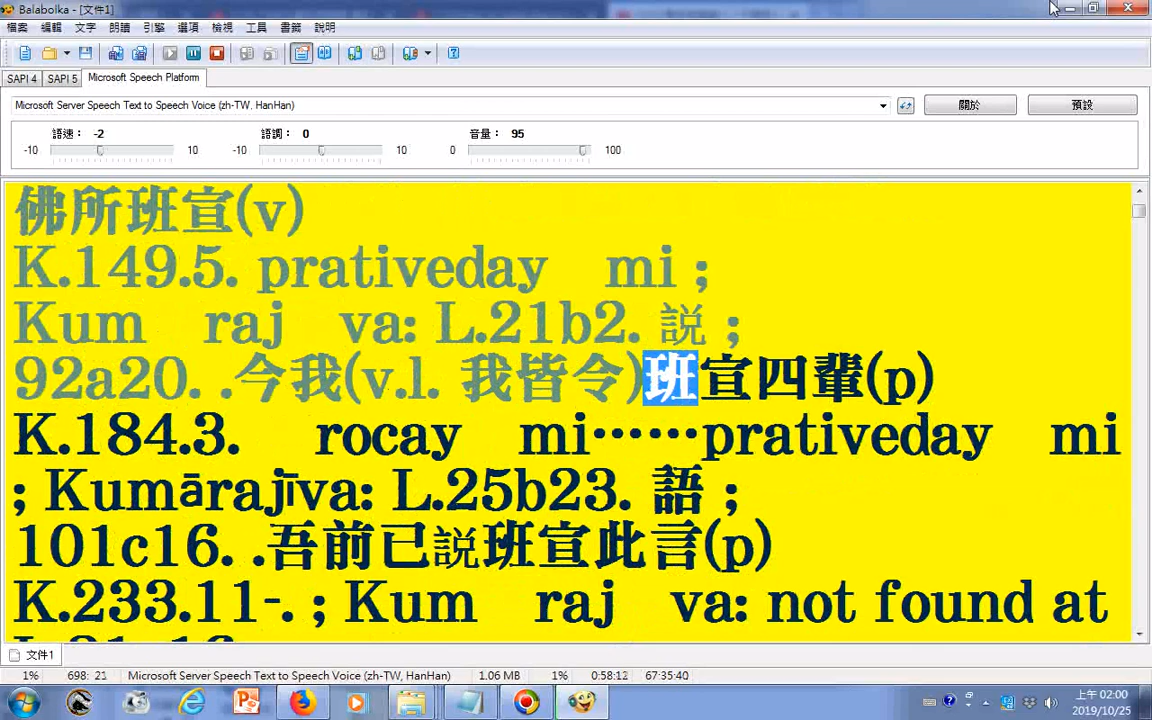 Balabolka - [文件1]
檔案 編輯 文字 朗讀 引擎 選項 檢視 工具 書籤 說明
SAPI 4 SAPI 5 Microsoft Speech Platform
Microsoft Server Speech Text to Speech Voice (zh-TW, HanHan) 關於 預設
語速： -2 語調： 0 音量： 95
-10 10 -10 10 0 100
佛所班宣(v)
K.149.5. prativeday mi ;
Kum raj va: L.21b2. 説 ;
92a20. .今我(v.l. 我皆令)班宣四輩(p)
K.184.3. rocay mi……prativeday mi
; Kumārajīva: L.25b23. 語 ;
101c16. .吾前已説班宣此言(p)
K.233.11-. ; Kum raj va: not found at
文件1
1% 698: 21 Microsoft Server Speech Text to Speech Voice (zh-TW, HanHan) 1.06 MB 1% 0:58:12 67:35:40
上午 02:00
2019/10/25